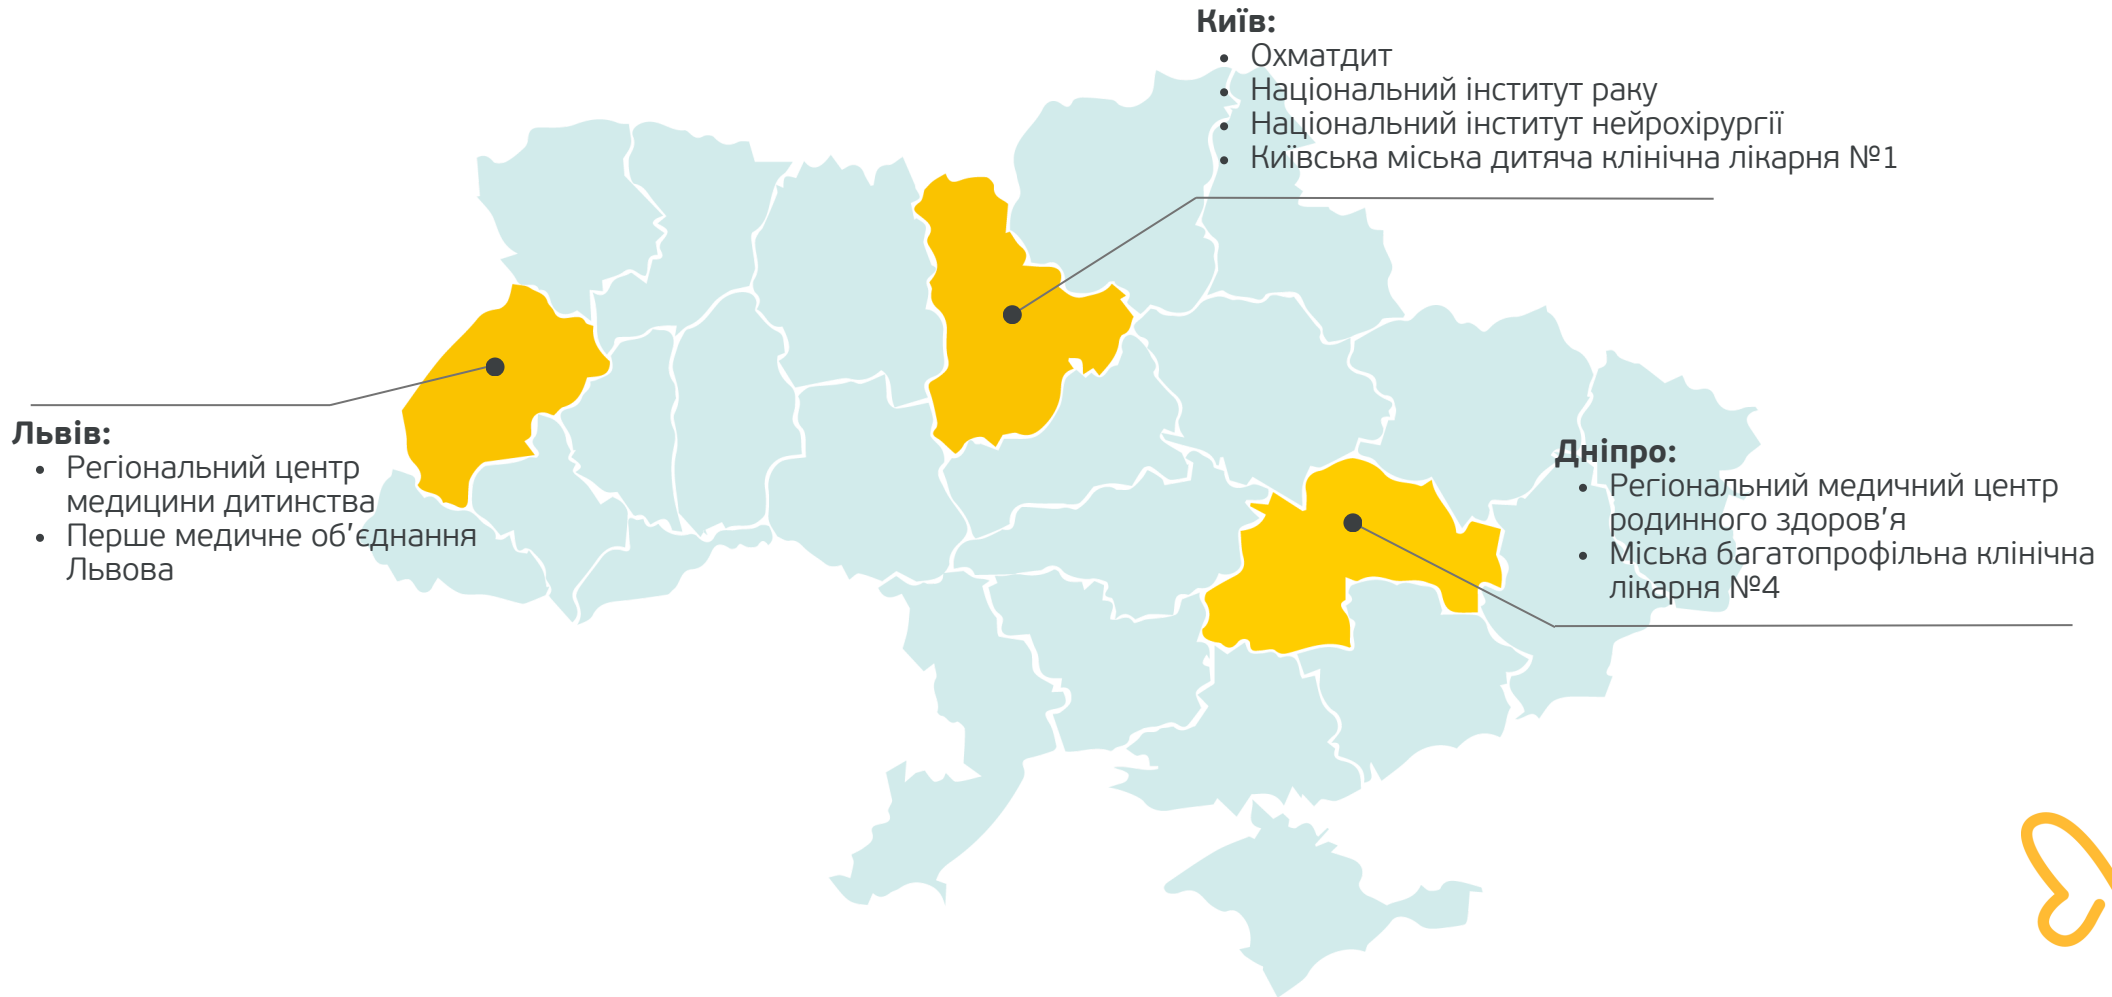 Київ:
• Охматдит
• Національний інститут раку
• Національний інститут нейрохірургії
• Київська міська дитяча клінічна лікарня №1
Львів:
• Регіональний центр
медицини дитинства
• Перше медичне об’єднання
Львова
Дніпро:
• Регіональний медичний центр
родинного здоров’я
• Міська багатопрофільна клінічна
лікарня №4